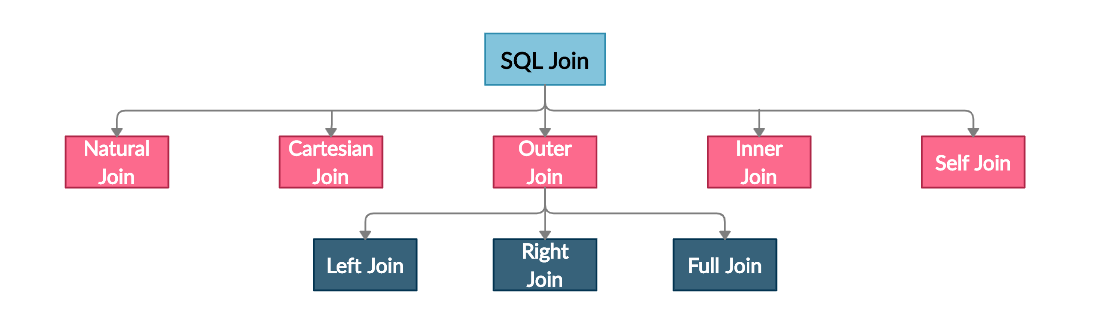 SQL Join
Natural
Join
Cartesian
Join
Outer
Join
Inner
Join
Self Join
Left Join
Right
Join
Full Join